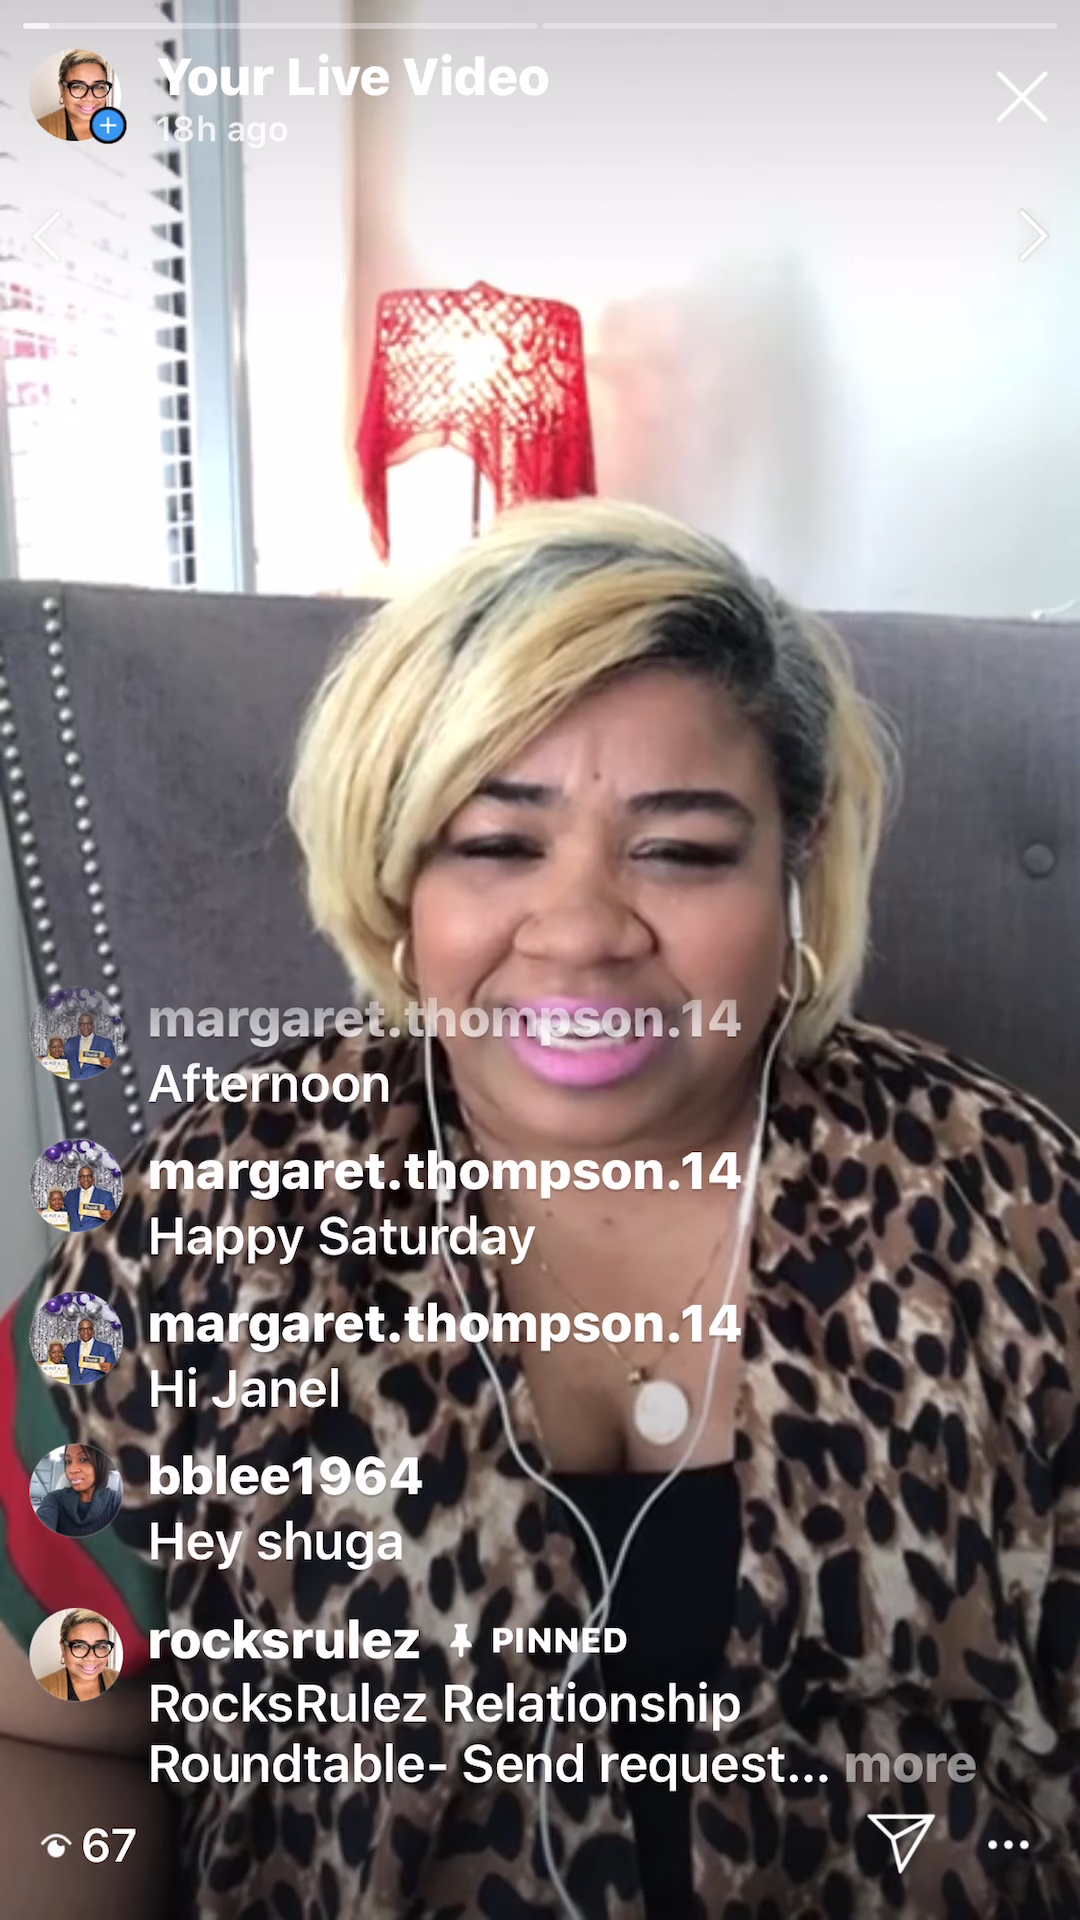 Your Live Video
18h ago
margaret.thompson.14
Afternoon
margaret.thompson.14
Happy Saturday
margaret.thompson.14
Hi Janel
bblee1964
Hey shuga
rocksrulez PINNED
RocksRulez Relationship
Roundtable- Send request... more
67